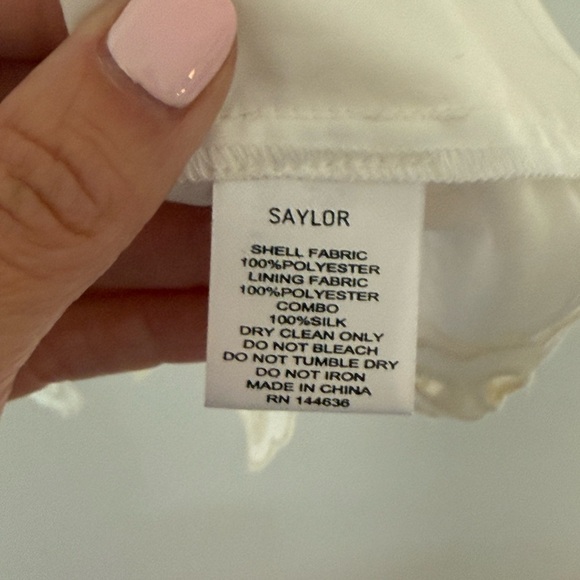 SAYLOR
SHELL FABRIC
100%POLYESTER
LINING FABRIC
100%POLYESTER
COMBO
100%SILK
DRY CLEAN ONLY
DO NOT BLEACH
DO NOT TUMBLE DRY
DO NOT IRON
MADE IN CHINA
RN 144636